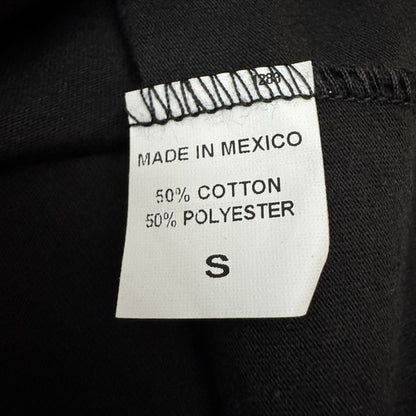 MADE IN MEXICO
50% COTTON
50% POLYESTER
S